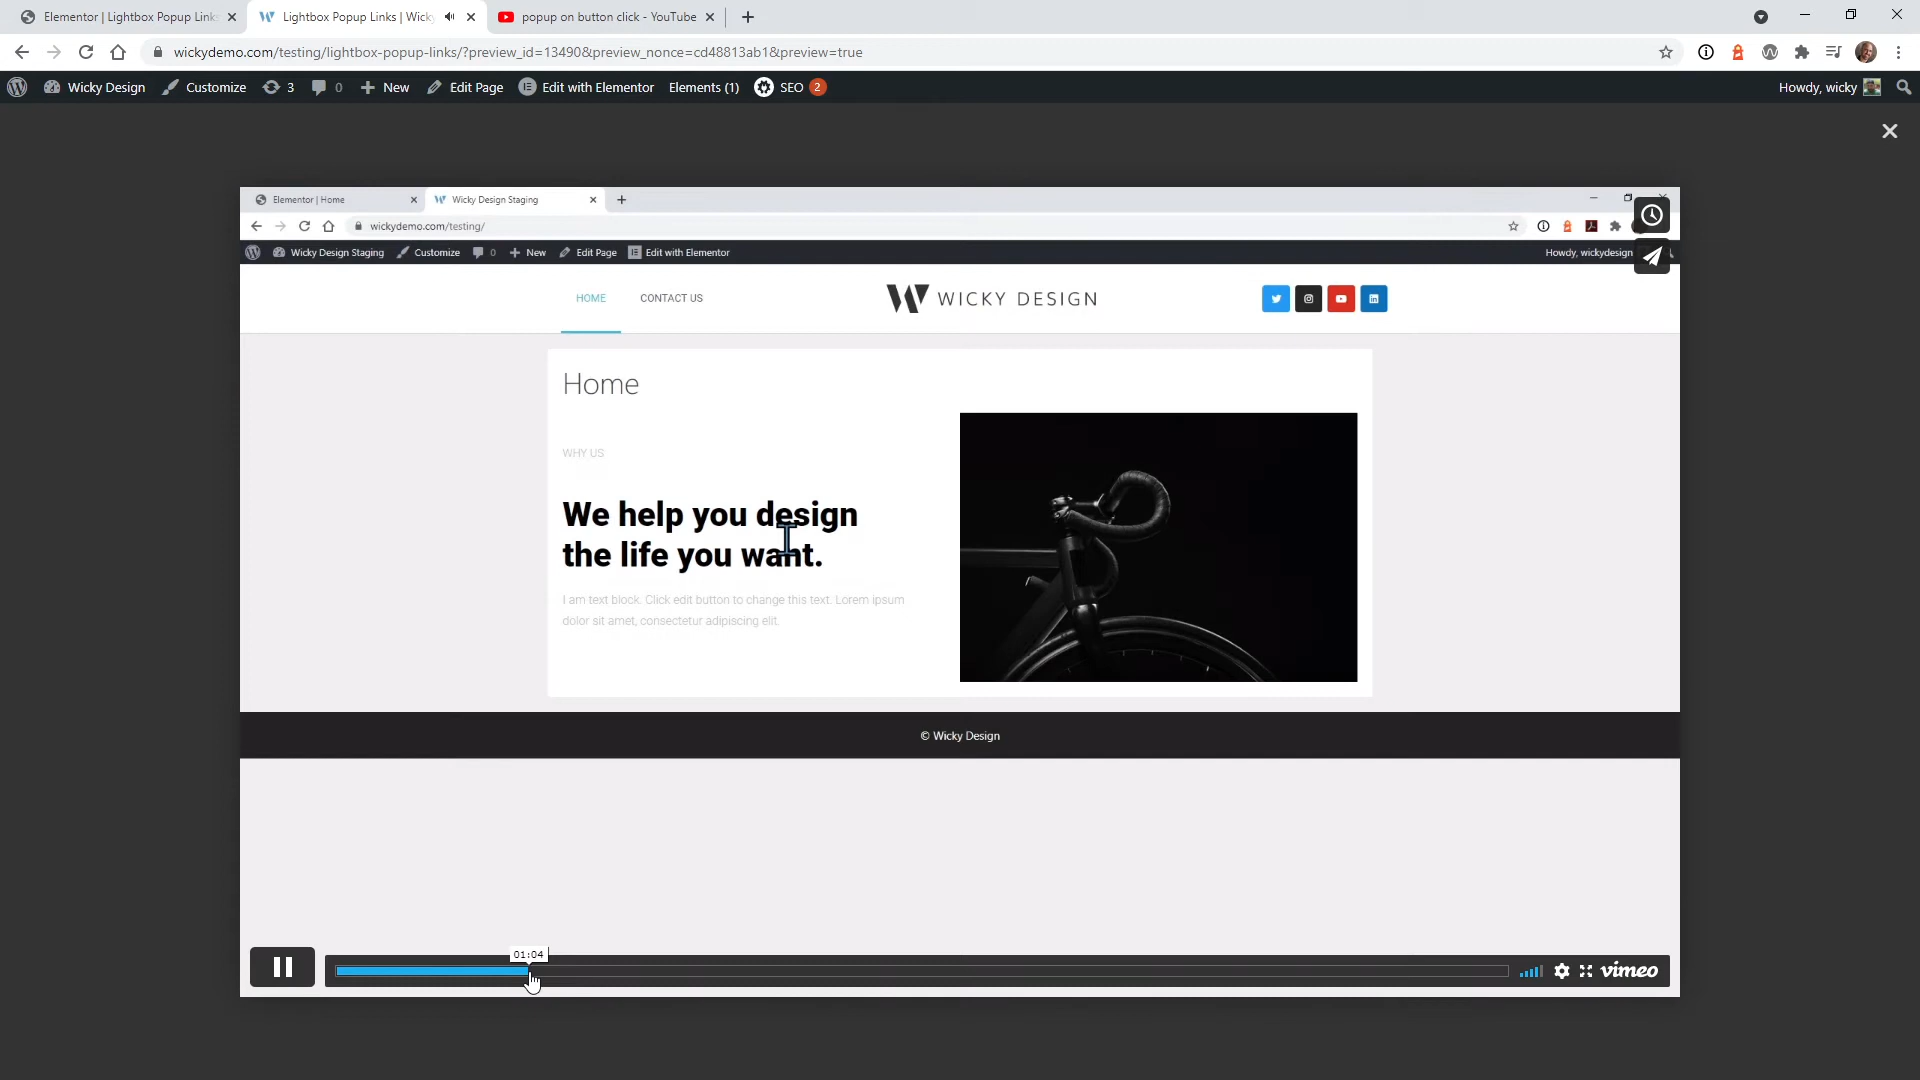 Elementor | Lightbox Popup Links
Lightbox Popup Links | Wicky
popup on button click - YouTube
wickydemo.com/testing/lightbox-popup-links/?preview_id=13490&preview_nonce=cd48813ab1&preview=true
Wicky Design
Customize
3
0
New
Edit Page
Edit with Elementor
Elements (1)
SEO
2
Howdy, wicky
Elementor | Home
Wicky Design Staging
wickydemo.com/testing/
Wicky Design Staging
Customize
0
New
Edit Page
Edit with Elementor
Howdy, wickydesign
HOME
CONTACT US
WICKY DESIGN
Home
WHY US
We help you design
the life you want.
I am text block. Click edit button to change this text. Lorem ipsum
dolor sit amet, consectetur adipiscing elit.
© Wicky Design
01:04
vimeo